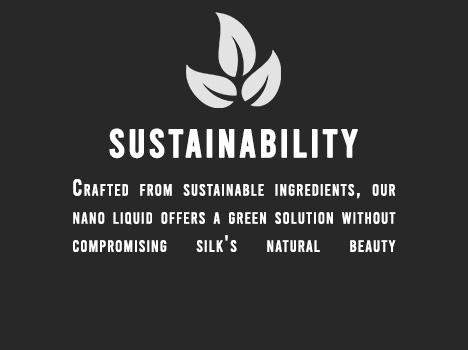 SUSTAINABILITY
Crafted from sustainable ingredients, our
nano liquid offers a green solution without
compromising silk's natural beauty